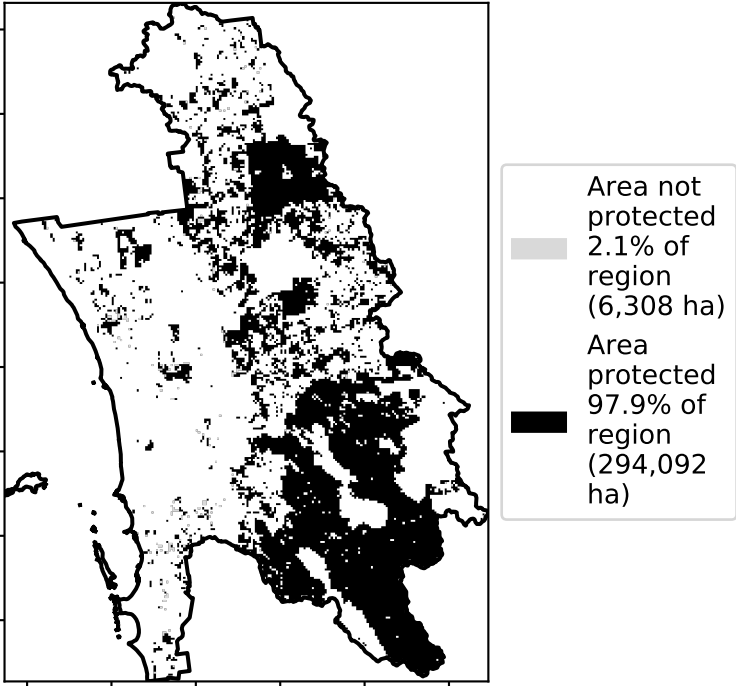 Area not
protected
2.1% of
region
(6,308 ha)
Area
protected
97.9% of
region
(294,092
ha)